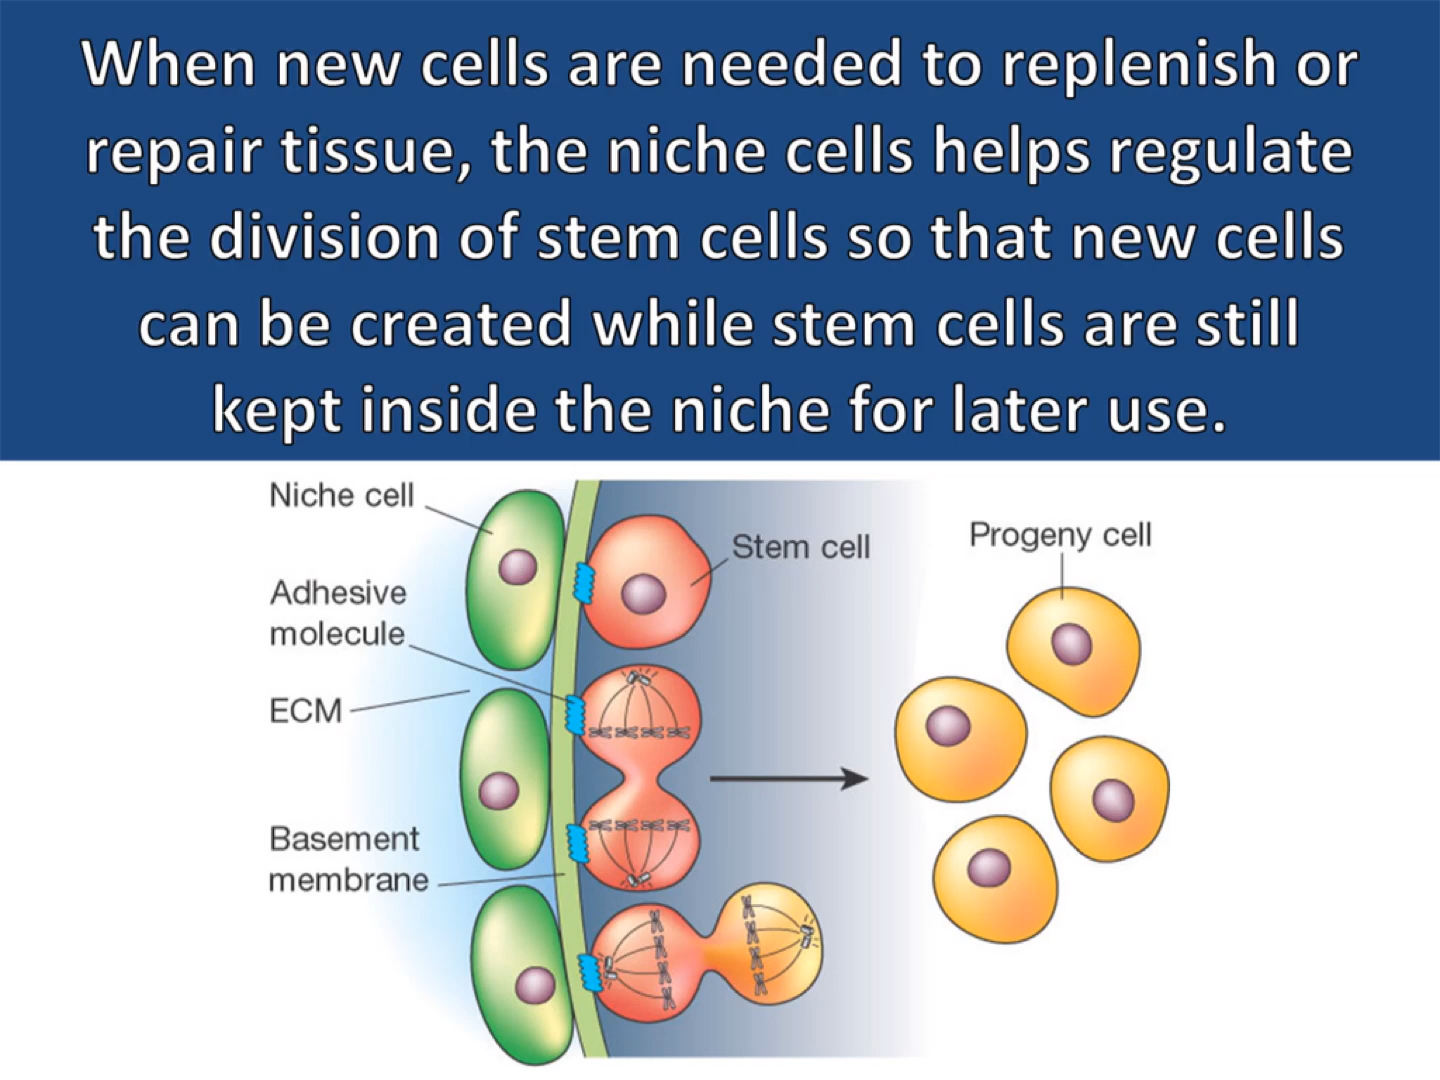 When new cells are needed to replenish or
repair tissue, the niche cells helps regulate
the division of stem cells so that new cells
can be created while stem cells are still
kept inside the niche for later use.
Niche cell
Stem cell
Progeny cell
Adhesive
molecule
ECM
Basement
membrane